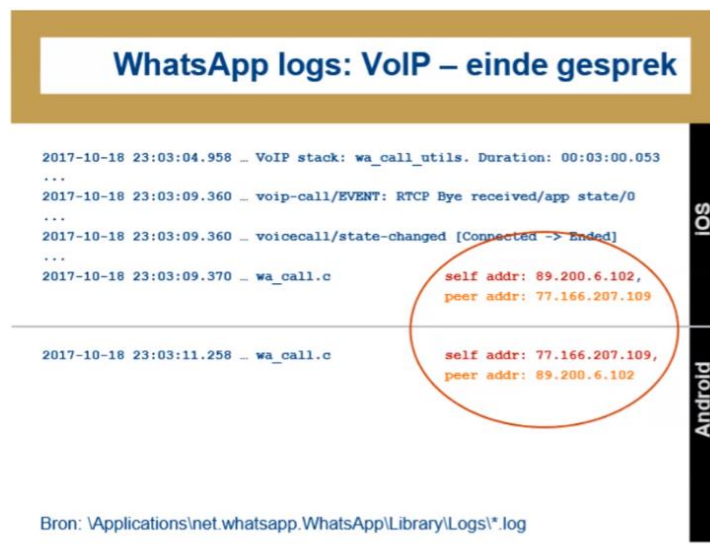 WhatsApp logs: VoIP – einde gesprek
2017-10-18 23:03:04.958 … VoIP stack: wa_call_utils. Duration: 00:03:00.053
...
2017-10-18 23:03:09.360 … voip-call/EVENT: RTCP Bye received/app state/0
...
2017-10-18 23:03:09.360 … voicecall/state-changed [Connected -> Ended]
...
2017-10-18 23:03:09.370 … wa_call.c self addr: 89.200.6.102,
peer addr: 77.166.207.109
iOS
2017-10-18 23:03:11.258 … wa_call.c self addr: 77.166.207.109,
peer addr: 89.200.6.102
Android
Bron: \Applications\net.whatsapp.WhatsApp\Library\Logs\*.log